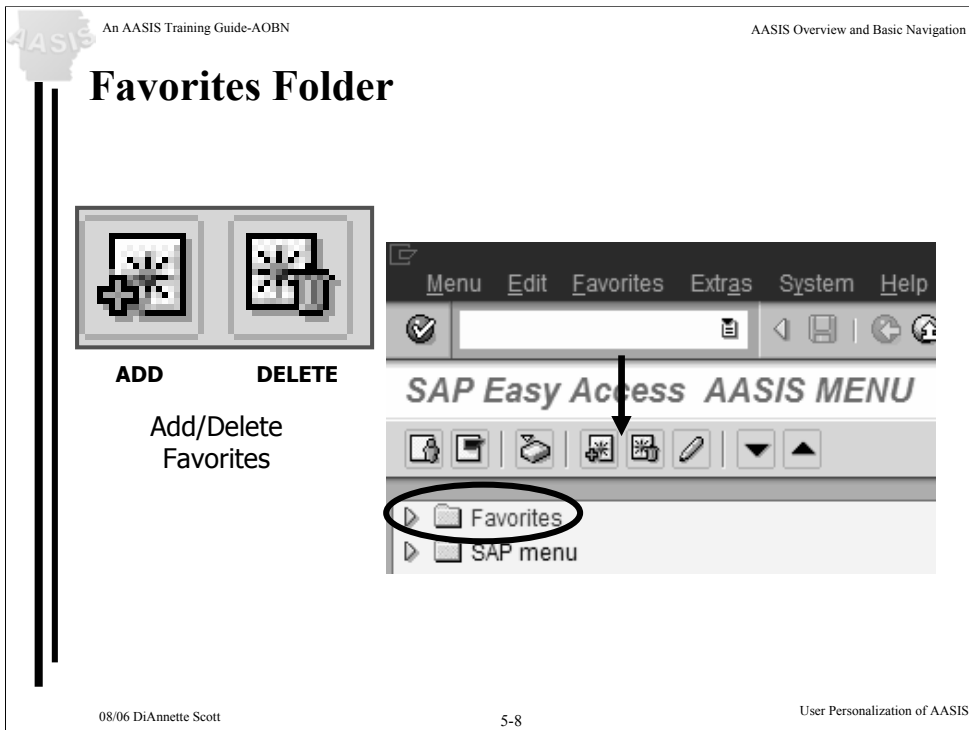 AASIS
An AASIS Training Guide-AOBN
AASIS Overview and Basic Navigation
Favorites Folder
ADD
DELETE
Add/Delete
Favorites
Menu Edit Favorites Extras System Help
SAP Easy Access AASIS MENU
Favorites
SAP menu
08/06 DiAnnette Scott
5-8
User Personalization of AASIS